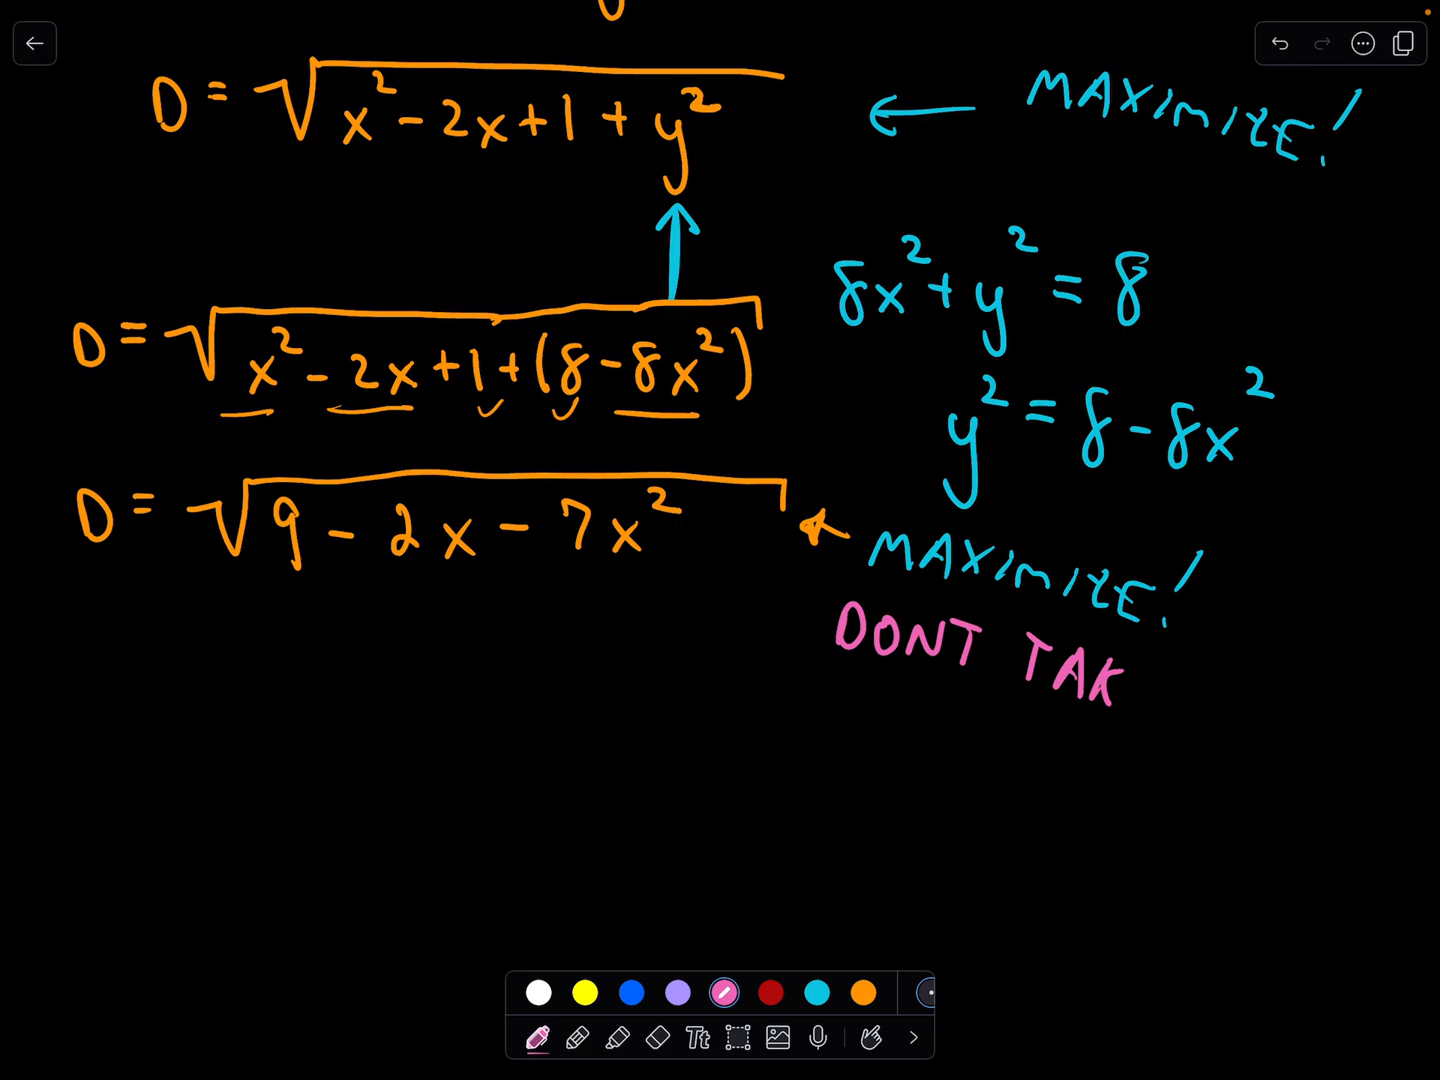 D = √(x² - 2x + 1 + y²) ← MAXIMIZE!
8x² + y² = 8
D = √(x² - 2x + 1 + (8 - 8x²))
y² = 8 - 8x²
D = √(9 - 2x - 7x²) ← MAXIMIZE!
DONT TAK
Tt